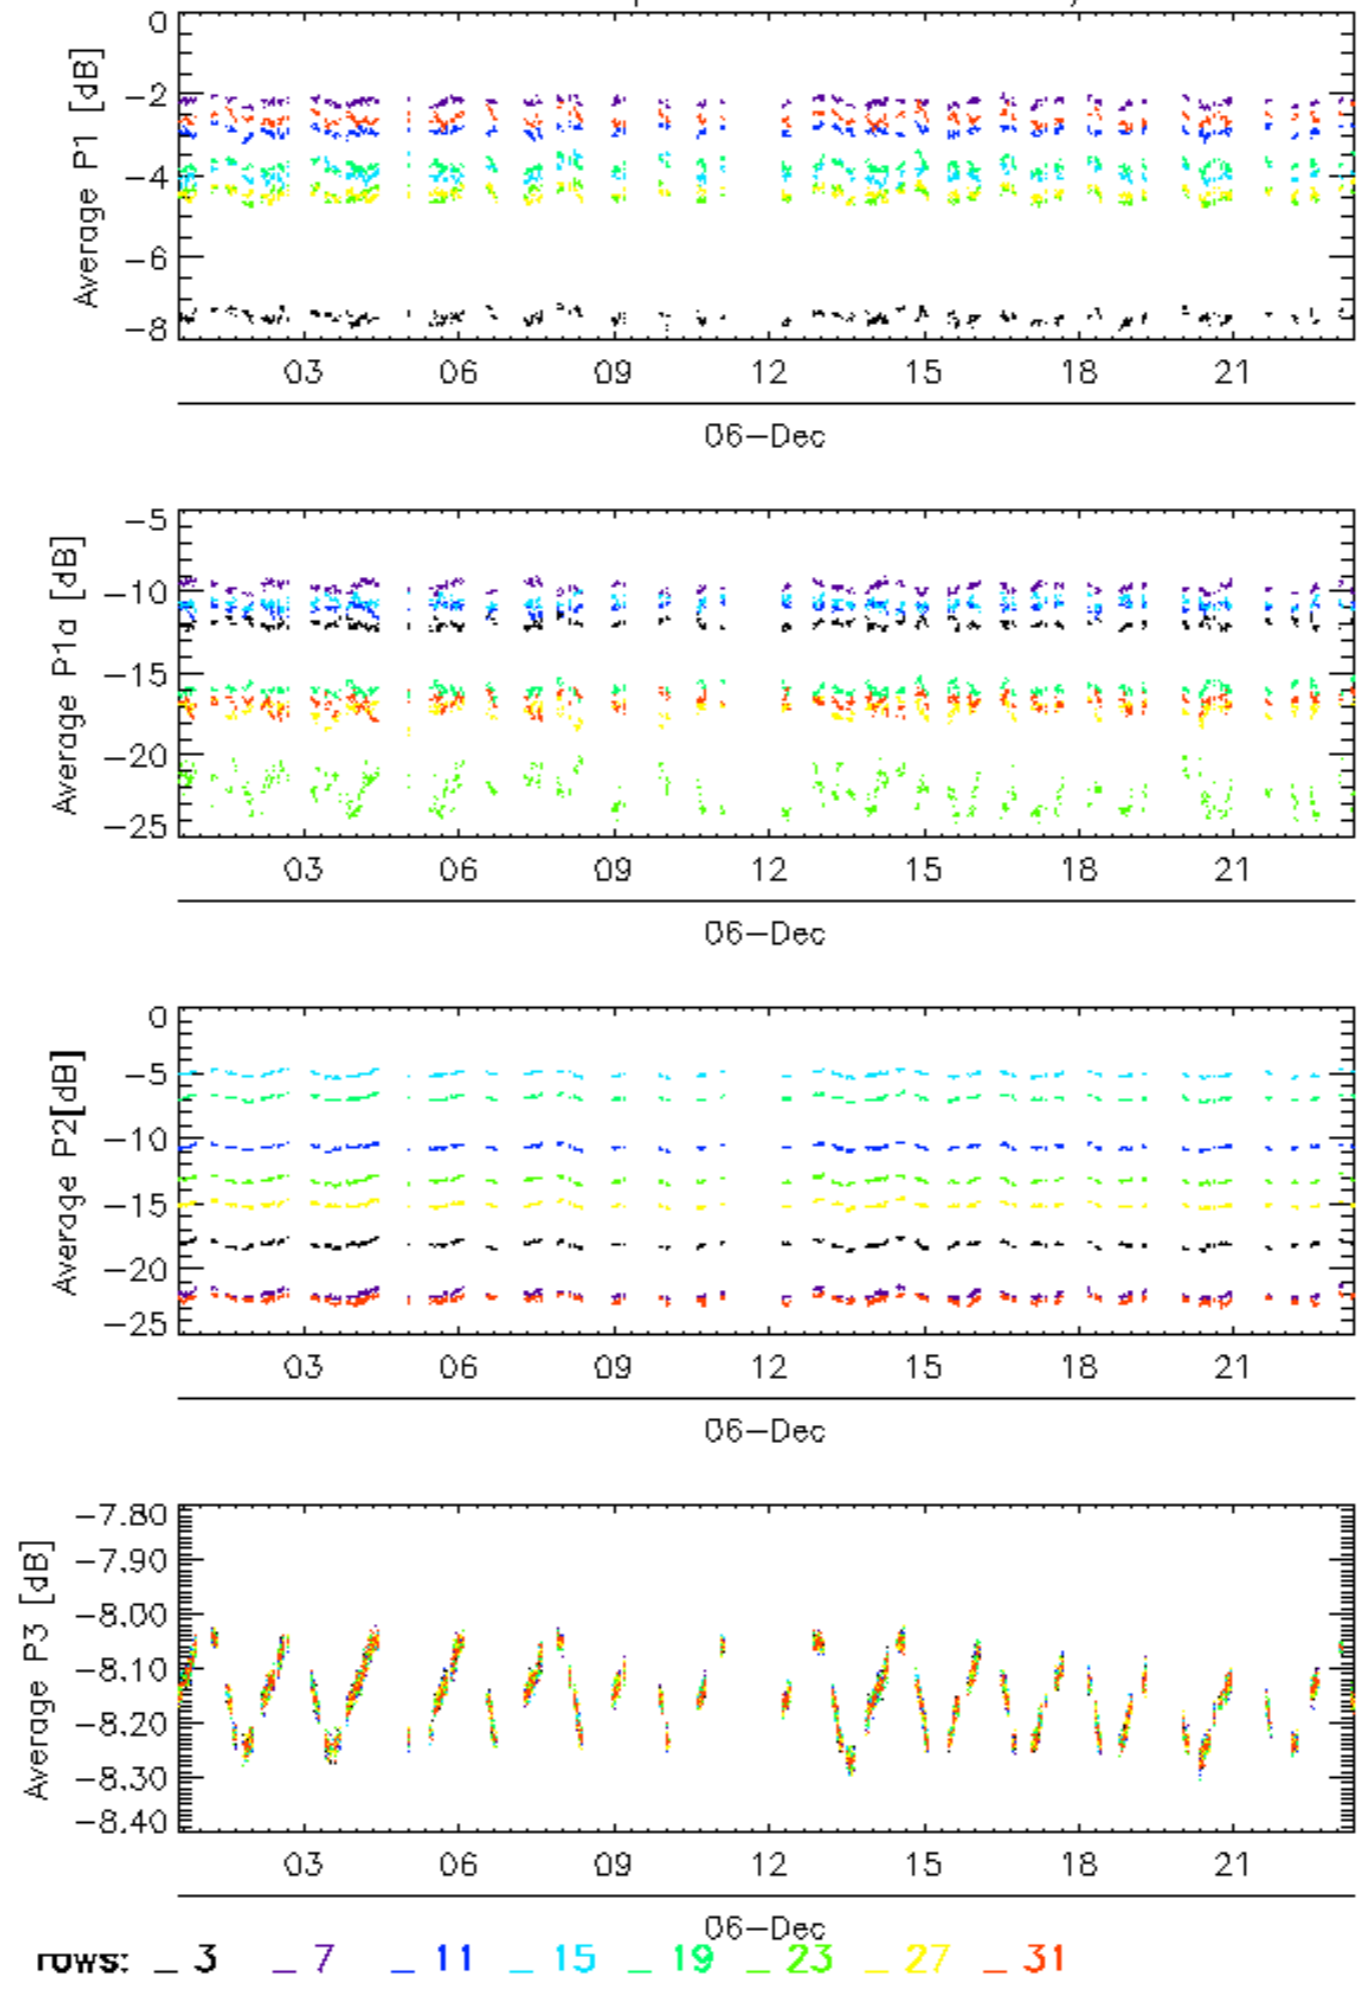 0
−2
−4
−6
−8
Average P1 [dB]
03 06 09 12 15 18 21
06−Dec
−5
−10
−15
−20
−25
Average P1a [dB]
03 06 09 12 15 18 21
06−Dec
0
−5
−10
−15
−20
−25
Average P2[dB]
03 06 09 12 15 18 21
06−Dec
−7.80
−7.90
−8.00
−8.10
−8.20
−8.30
−8.40
Average P3 [dB]
03 06 09 12 15 18 21
06−Dec
rows: _ 3 _ 7 _ 11 _ 15 _ 19 _ 23 _ 27 _ 31